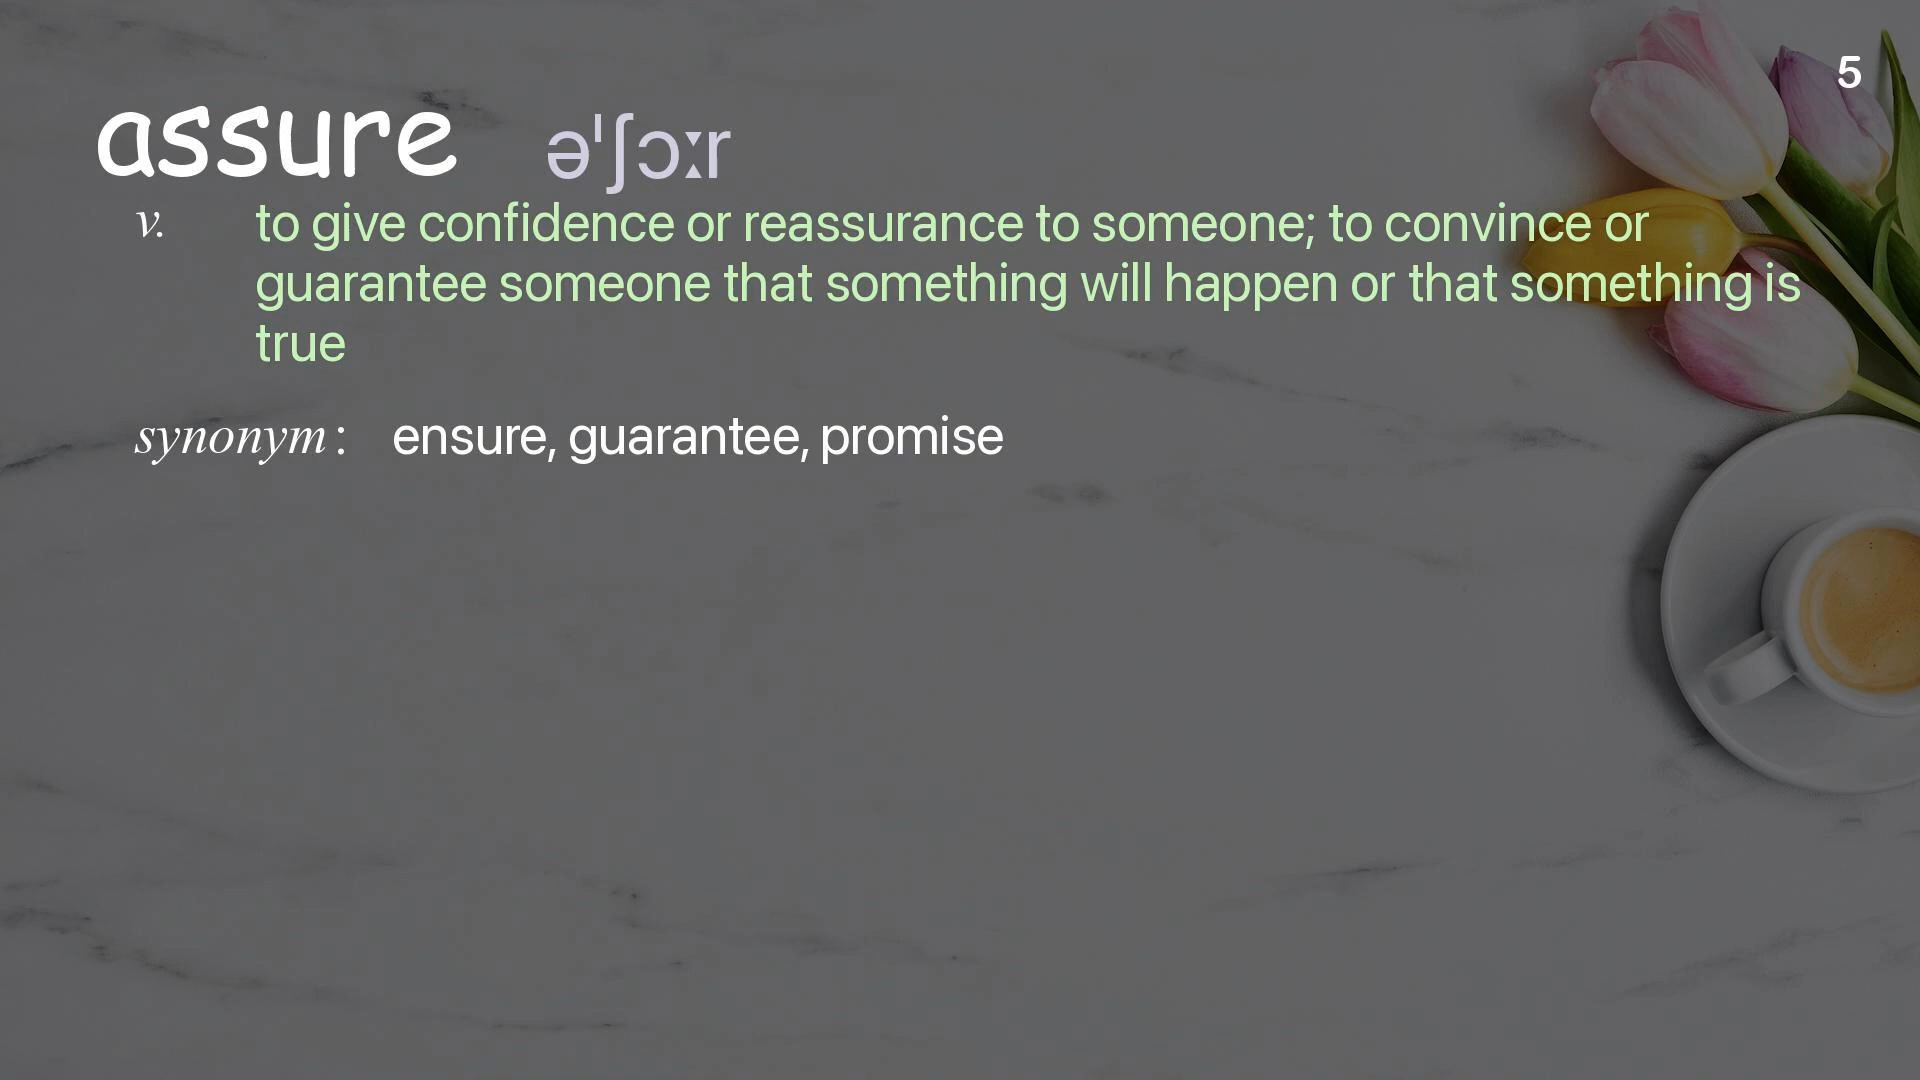 5
assure əˈʃɔːr
v. to give confidence or reassurance to someone; to convince or
guarantee someone that something will happen or that something is
true
synonym : ensure, guarantee, promise